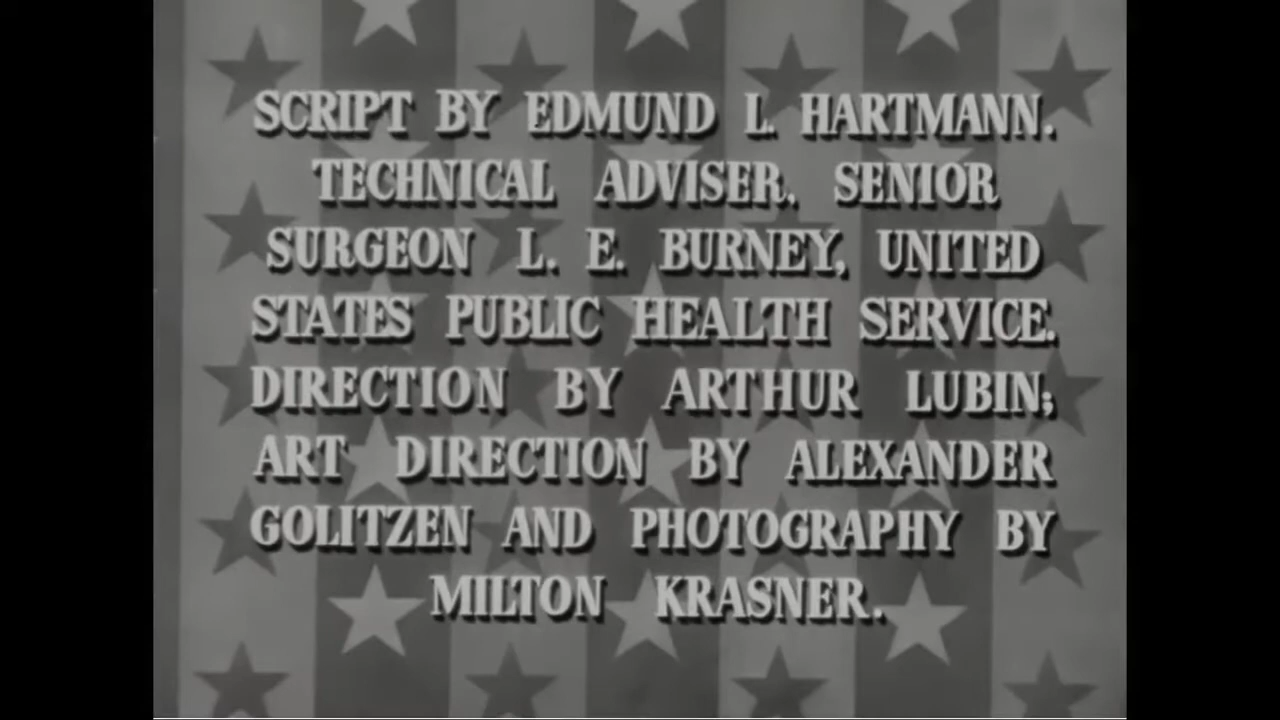 SCRIPT BY EDMUND L. HARTMANN.
TECHNICAL ADVISER, SENIOR
SURGEON L. E. BURNEY, UNITED
STATES PUBLIC HEALTH SERVICE.
DIRECTION BY ARTHUR LUBIN;
ART DIRECTION BY ALEXANDER
GOLITZEN AND PHOTOGRAPHY BY
MILTON KRASNER.